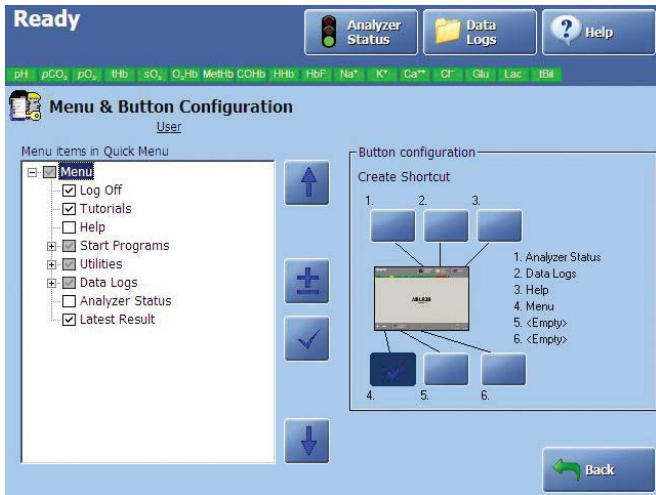 Ready
Analyzer Status
Data Logs
Help
pH pCO₂ pO₂ tHb sO₂ O₂Hb MetHb COHb HHb HbF Na⁺ K⁺ Ca⁺⁺ Cl⁻ Glu Lac tBil
Menu & Button Configuration
User
Menu items in Quick Menu
Menu
Log Off
Tutorials
Help
Start Programs
Utilities
Data Logs
Analyzer Status
Latest Result
Button configuration
Create Shortcut
1. 2. 3.
1. Analyzer Status
2. Data Logs
3. Help
4. Menu
5. <Empty>
6. <Empty>
4. 5. 6.
Back